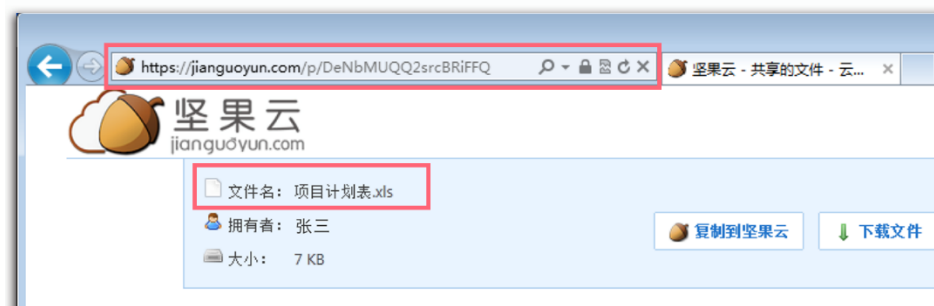 https://jianguoyun.com/p/DeNbMUQQ2srcBRiFFQ
坚果云 - 共享的文件 - 云...
坚果云
jianguoyun.com
文件名： 项目计划表.xls
拥有者： 张三
复制到坚果云
下载文件
大小： 7 KB